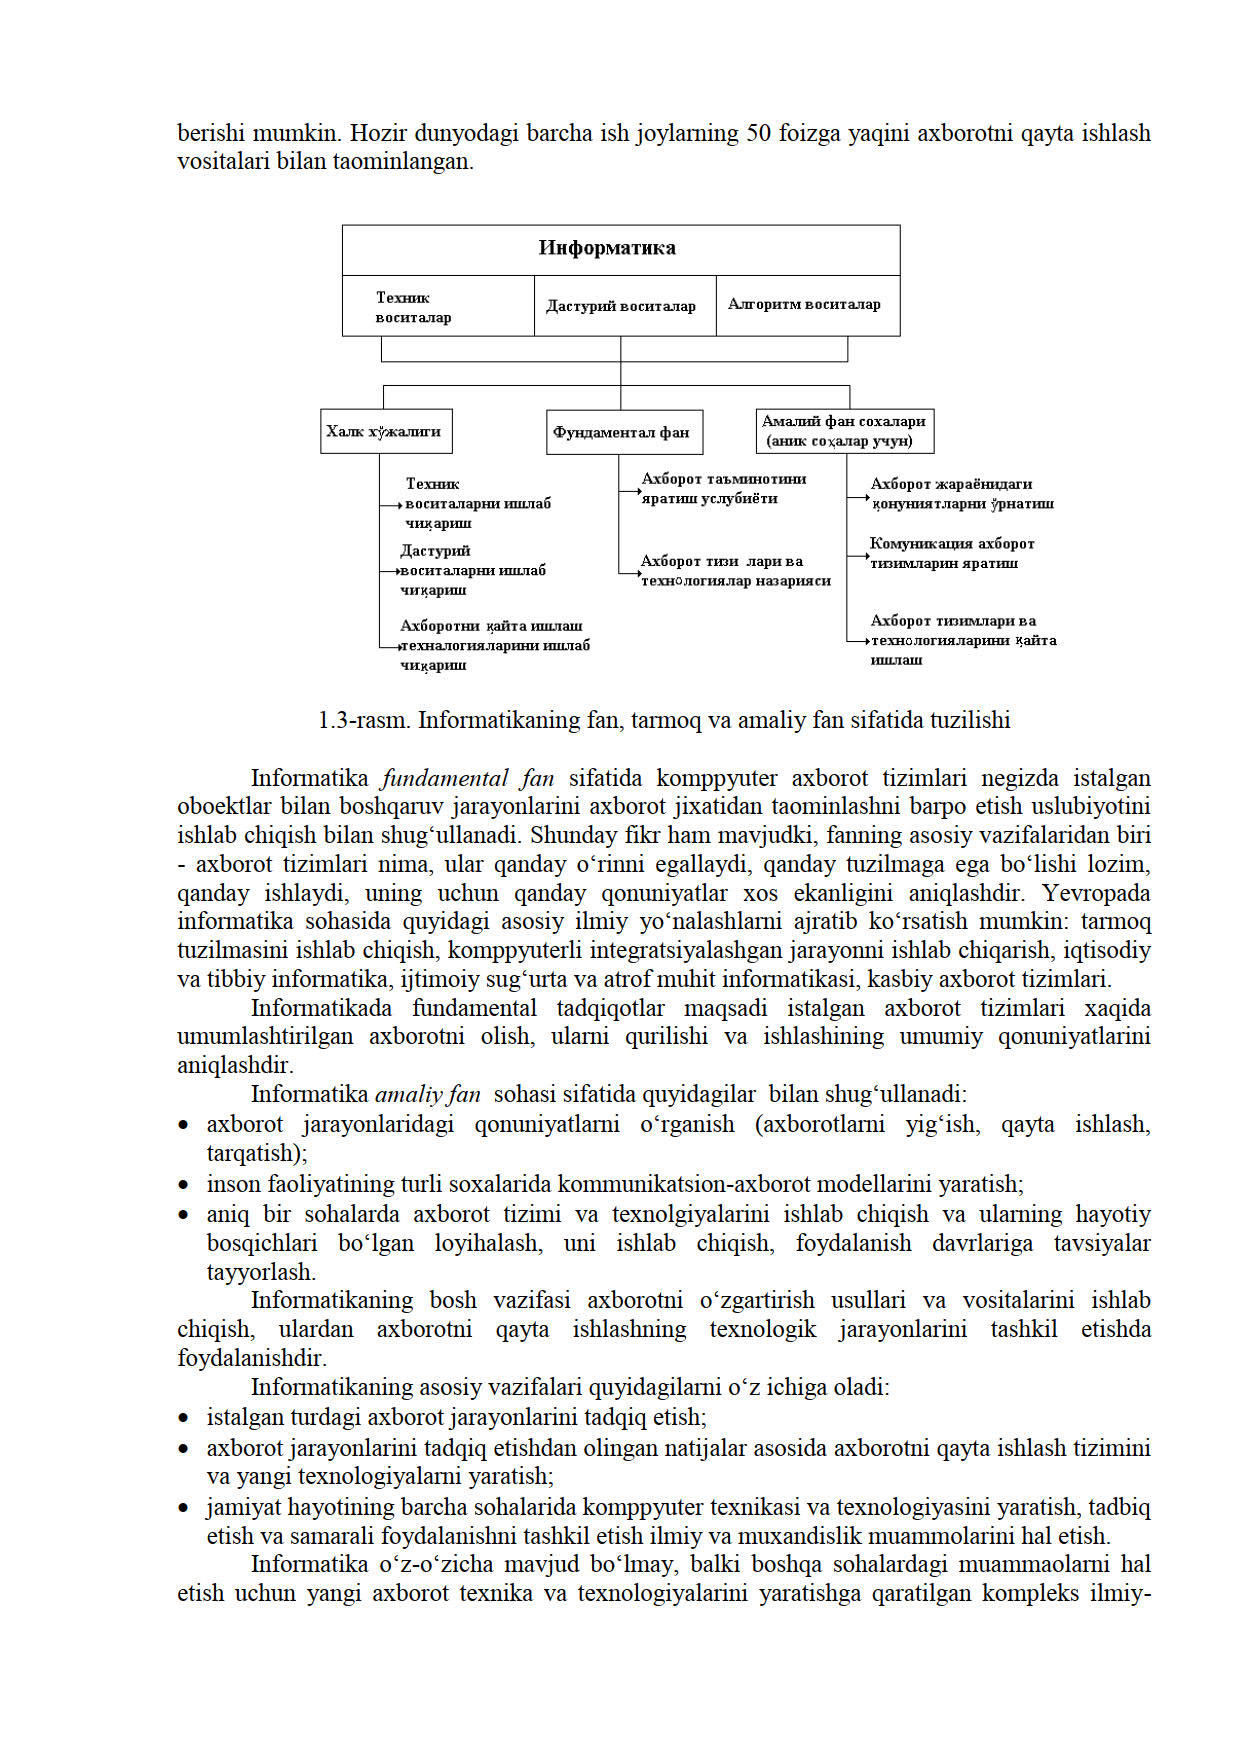 berishi mumkin. Hozir dunyodagi barcha ish joylarning 50 foizga yaqini axborotni qayta ishlash
vositalari bilan taominlangan.
Информатика
Техник
воситалар
Дастурий воситалар
Алгоритм воситалар
Халк хўжалиги
Фундаментал фан
Амалий фан сохалари
(аник соҳалар учун)
Техник
воситаларни ишлаб
чиқариш
Дастурий
воситаларни ишлаб
чиқариш
Ахборотни қайта ишлаш
техналогияларини ишлаб
чиқариш
Ахборот таъминотини
яратиш услубиёти
Ахборот тизи лари ва
технологиялар назарияси
Ахборот жараёнидаги
қонуниятларни ўрнатиш
Комуникация ахборот
тизимларин яратиш
Ахборот тизимлари ва
технологияларини қайта
ишлаш
1.3-rasm. Informatikaning fan, tarmoq va amaliy fan sifatida tuzilishi
Informatika fundamental fan sifatida komppyuter axborot tizimlari negizda istalgan
oboektlar bilan boshqaruv jarayonlarini axborot jixatidan taominlashni barpo etish uslubiyotini
ishlab chiqish bilan shug‘ullanadi. Shunday fikr ham mavjudki, fanning asosiy vazifalaridan biri
- axborot tizimlari nima, ular qanday o‘rinni egallaydi, qanday tuzilmaga ega bo‘lishi lozim,
qanday ishlaydi, uning uchun qanday qonuniyatlar xos ekanligini aniqlashdir. Yevropada
informatika sohasida quyidagi asosiy ilmiy yo‘nalashlarni ajratib ko‘rsatish mumkin: tarmoq
tuzilmasini ishlab chiqish, komppyuterli integratsiyalashgan jarayonni ishlab chiqarish, iqtisodiy
va tibbiy informatika, ijtimoiy sug‘urta va atrof muhit informatikasi, kasbiy axborot tizimlari.
Informatikada fundamental tadqiqotlar maqsadi istalgan axborot tizimlari xaqida
umumlashtirilgan axborotni olish, ularni qurilishi va ishlashining umumiy qonuniyatlarini
aniqlashdir.
Informatika amaliy fan sohasi sifatida quyidagilar bilan shug‘ullanadi:
• axborot jarayonlaridagi qonuniyatlarni o‘rganish (axborotlarni yig‘ish, qayta ishlash,
tarqatish);
• inson faoliyatining turli soxalarida kommunikatsion-axborot modellarini yaratish;
• aniq bir sohalarda axborot tizimi va texnolgiyalarini ishlab chiqish va ularning hayotiy
bosqichlari bo‘lgan loyihalash, uni ishlab chiqish, foydalanish davrlariga tavsiyalar
tayyorlash.
Informatikaning bosh vazifasi axborotni o‘zgartirish usullari va vositalarini ishlab
chiqish, ulardan axborotni qayta ishlashning texnologik jarayonlarini tashkil etishda
foydalanishdir.
Informatikaning asosiy vazifalari quyidagilarni o‘z ichiga oladi:
• istalgan turdagi axborot jarayonlarini tadqiq etish;
• axborot jarayonlarini tadqiq etishdan olingan natijalar asosida axborotni qayta ishlash tizimini
va yangi texnologiyalarni yaratish;
• jamiyat hayotining barcha sohalarida komppyuter texnikasi va texnologiyasini yaratish, tadbiq
etish va samarali foydalanishni tashkil etish ilmiy va muxandislik muammolarini hal etish.
Informatika o‘z-o‘zicha mavjud bo‘lmay, balki boshqa sohalardagi muammaolarni hal
etish uchun yangi axborot texnika va texnologiyalarini yaratishga qaratilgan kompleks ilmiy-